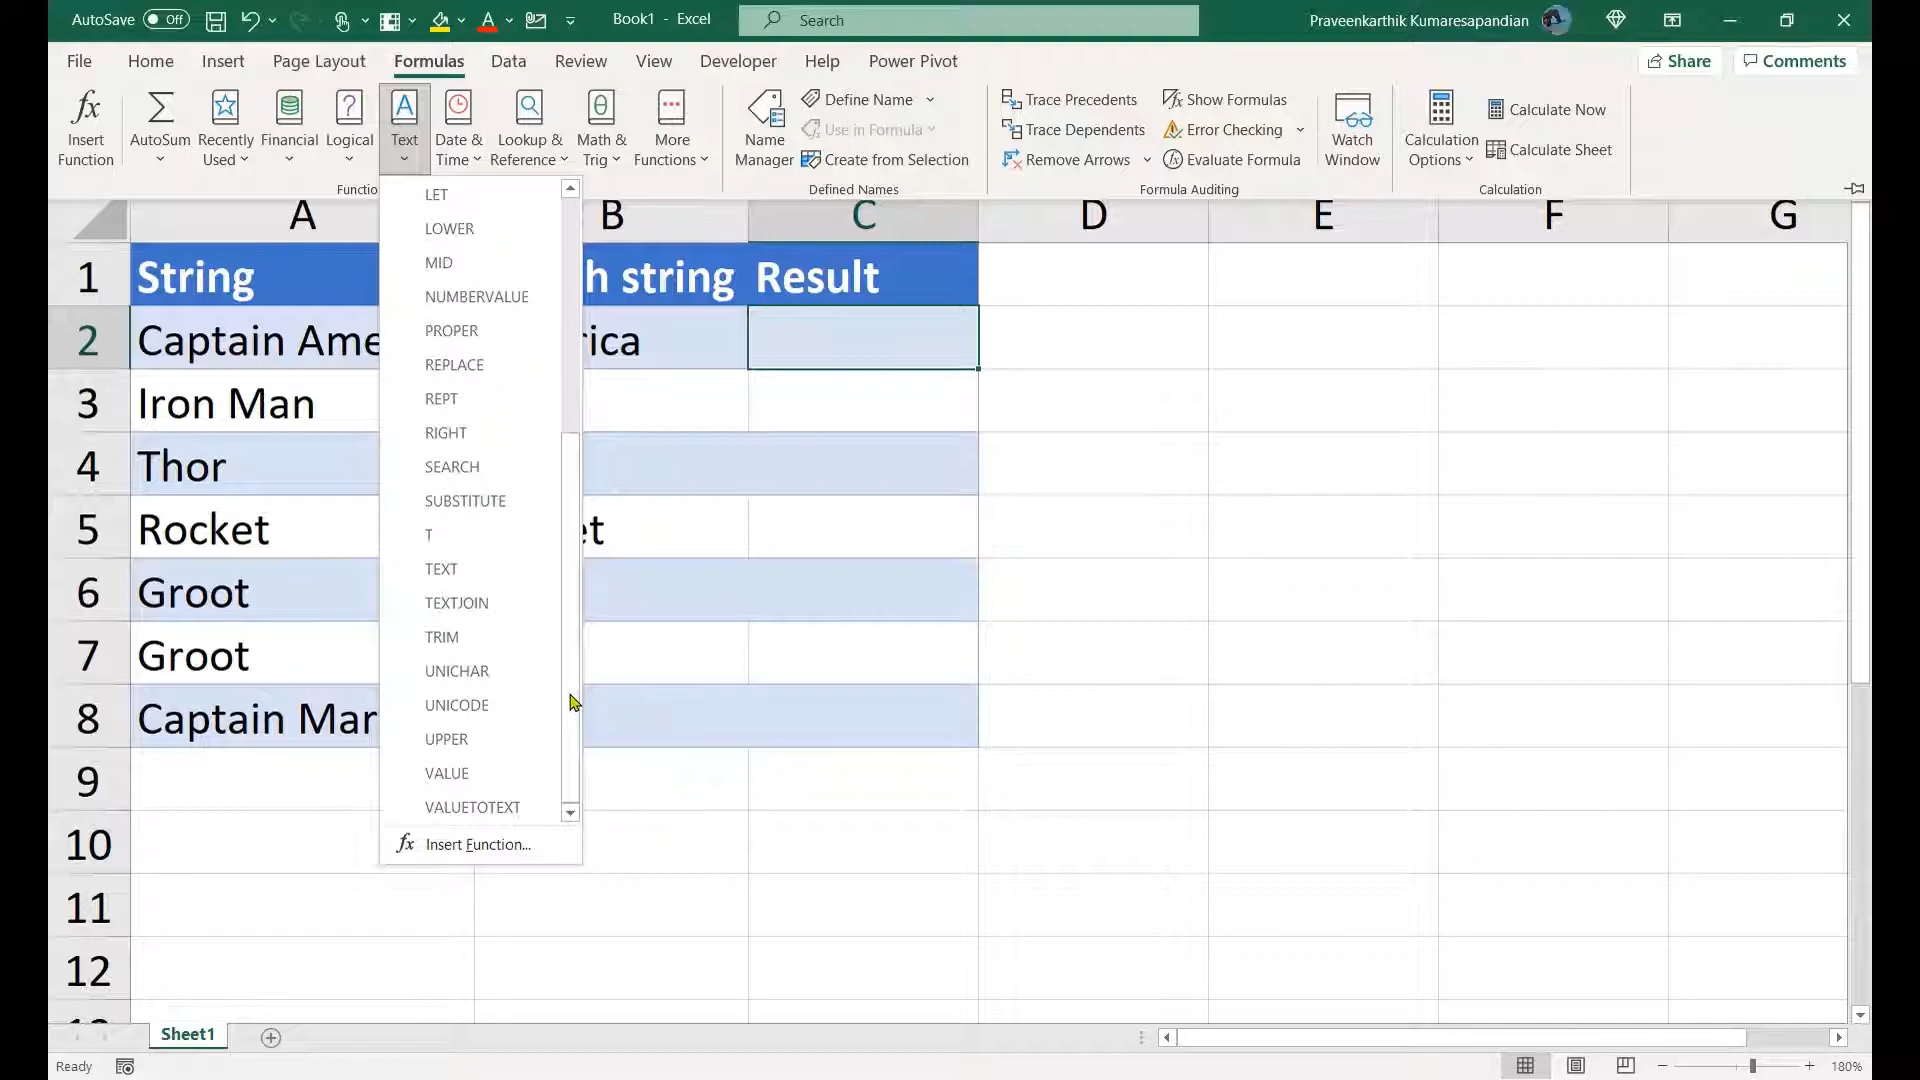 AutoSave Off Book1 - Excel Search Praveenkarthik Kumaresapandian
File Home Insert Page Layout Formulas Data Review View Developer Help Power Pivot Share Comments
fx Insert Function
AutoSum
Recently Used
Financial
Logical
Text
Date & Time
Lookup & Reference
Math & Trig
More Functions
Name Manager
Define Name
Use in Formula
Create from Selection
Defined Names
Trace Precedents
Trace Dependents
Remove Arrows
Show Formulas
Error Checking
Evaluate Formula
Formula Auditing
Watch Window
Calculation Options
Calculate Now
Calculate Sheet
Calculation
Functio
LET
LOWER
MID
NUMBERVALUE
PROPER
REPLACE
REPT
RIGHT
SEARCH
SUBSTITUTE
T
TEXT
TEXTJOIN
TRIM
UNICHAR
UNICODE
UPPER
VALUE
VALUETOTEXT
fx Insert Function...
A B C D E F G
1 String h string Result
2 Captain Ame rica
3 Iron Man
4 Thor
5 Rocket et
6 Groot
7 Groot
8 Captain Mar
9
10
11
12
Sheet1
Ready 180%